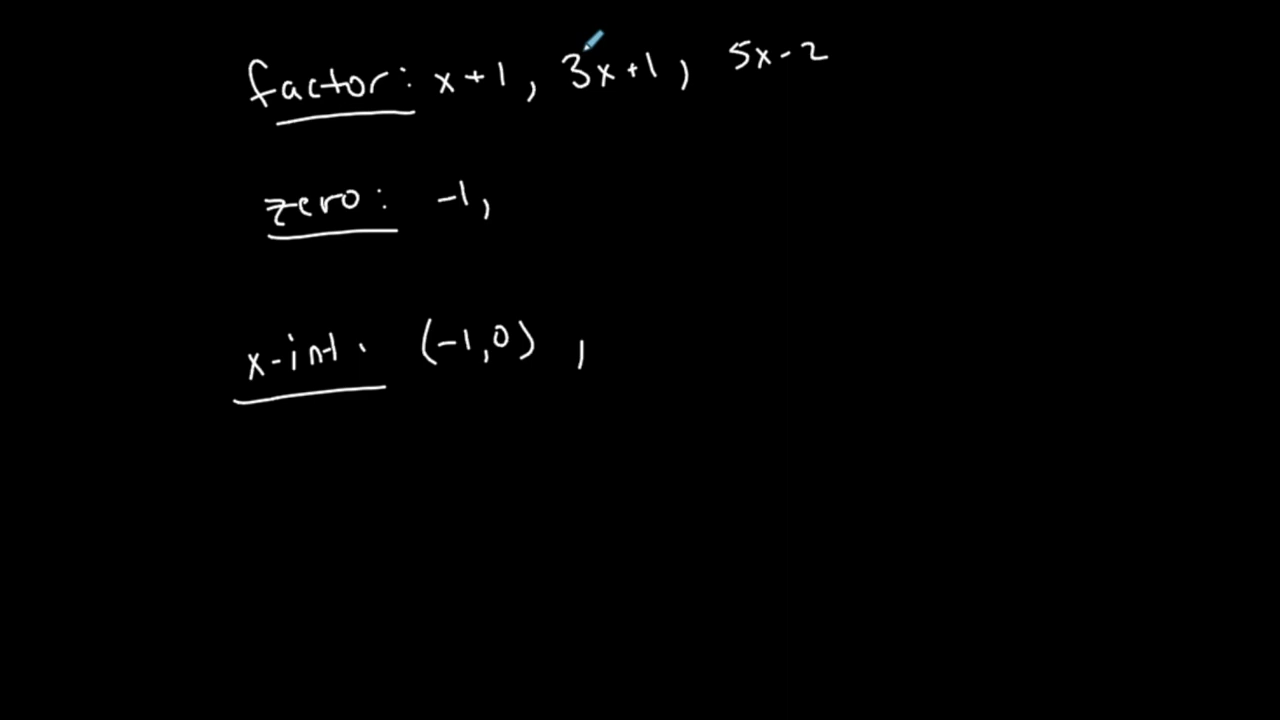 factor: x+1, 3x+1, 5x-2
zero: -1,
x-int. (-1,0) ,